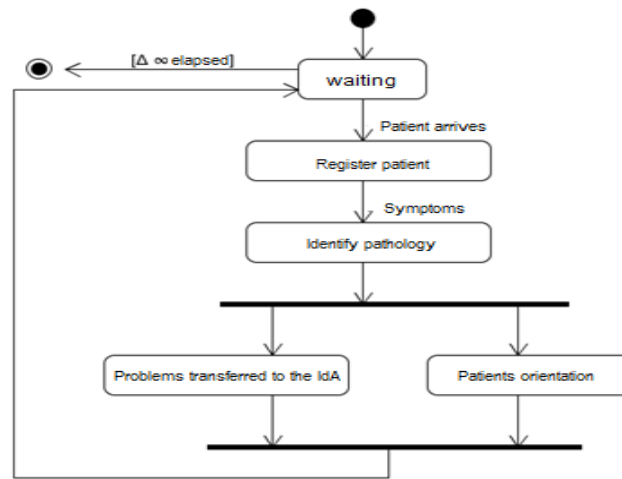 [Δ ∞ elapsed]
waiting
Patient arrives
Register patient
Symptoms
Identify pathology
Problems transferred to the IdA
Patients orientation